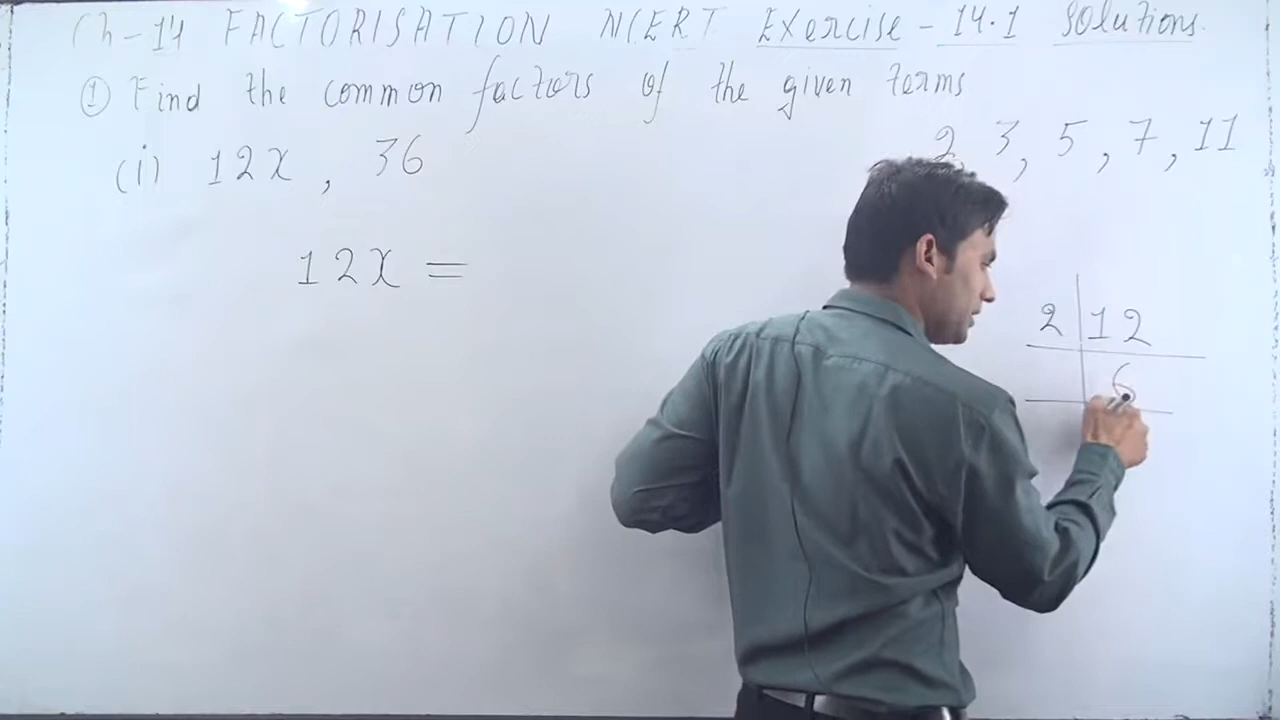 Ch-14 FACTORISATION NCERT Exercise - 14.1 Solutions.
① Find the common factors of the given terms
(i) 12x , 36
2, 3, 5, 7, 11
12x =
2 12
6